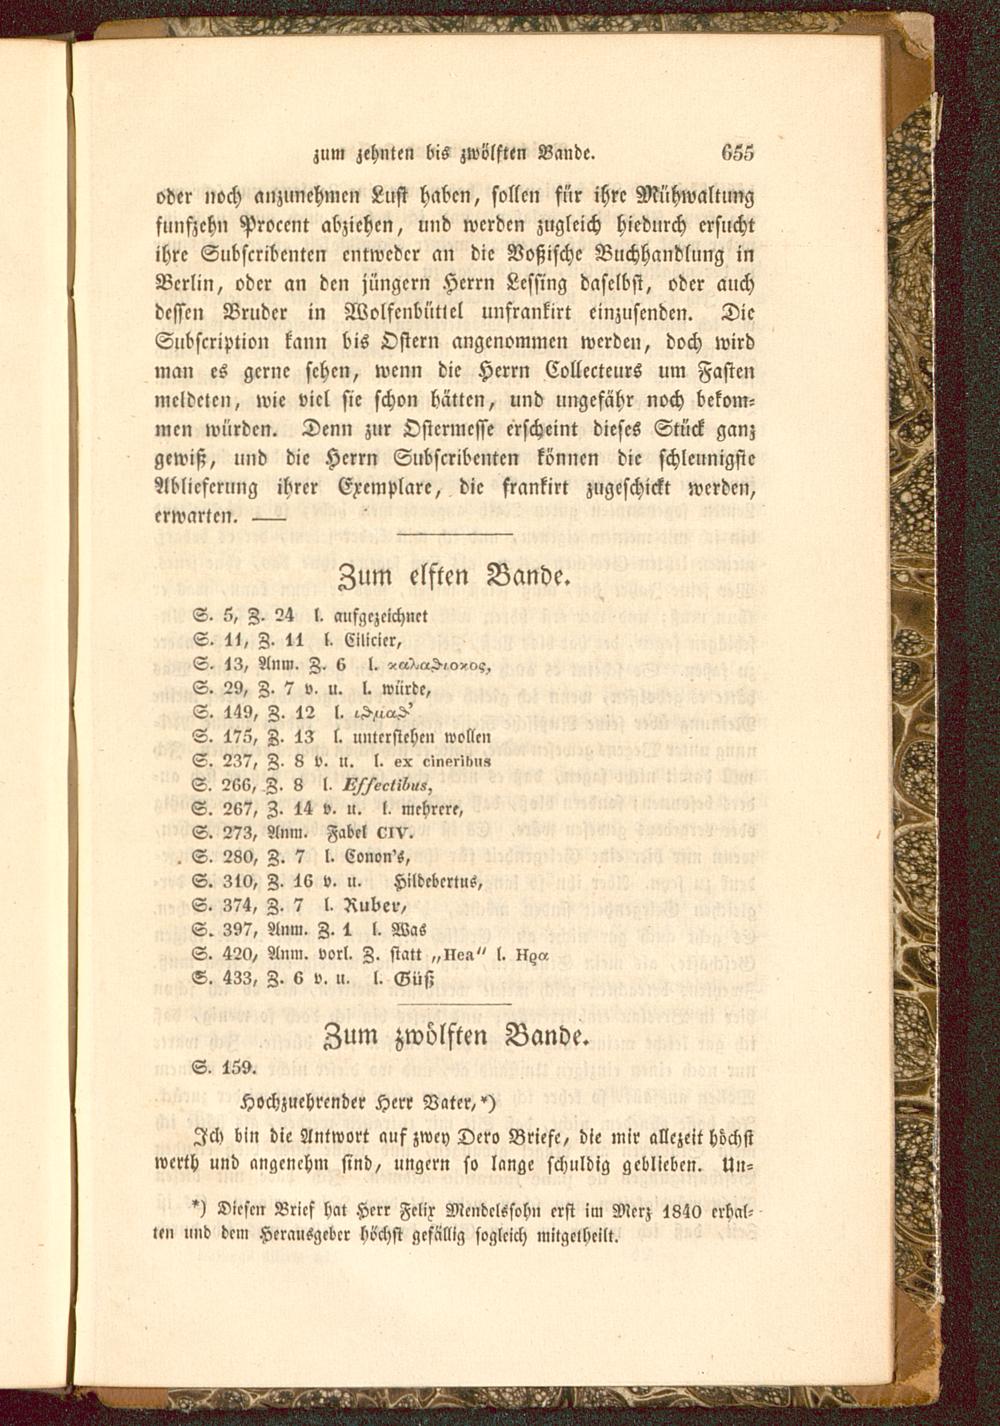 zum zehnten bis zwölften Bande. 655
oder noch anzunehmen Lust haben, sollen für ihre Mühwaltung
funfzehn Procent abziehen, und werden zugleich hiedurch ersucht
ihre Subscribenten entweder an die Voßische Buchhandlung in
Berlin, oder an den jüngern Herrn Lessing daselbst, oder auch
dessen Bruder in Wolfenbüttel unfrankirt einzusenden. Die
Subscription kann bis Ostern angenommen werden, doch wird
man es gerne sehen, wenn die Herrn Collecteurs um Fasten
meldeten, wie viel sie schon hätten, und ungefähr noch bekom-
men würden. Denn zur Ostermesse erscheint dieses Stück ganz
gewiß, und die Herrn Subscribenten können die schleunigste
Ablieferung ihrer Exemplare, die frankirt zugeschickt werden,
erwarten. —
Zum elften Bande.
S. 5, Z. 24 l. aufgezeichnet
S. 11, Z. 11 l. Cilicier,
S. 13, Anm. Z. 6 l. καλαθιοκος,
S. 29, Z. 7 v. u. l. würde,
S. 149, Z. 12 l. ιθμαθ’
S. 175, Z. 13 l. unterstehen wollen
S. 237, Z. 8 v. u. l. ex cineribus
S. 266, Z. 8 l. Effectibus,
S. 267, Z. 14 v. u. l. mehrere,
S. 273, Anm. Fabel CIV.
S. 280, Z. 7 l. Conon's,
S. 310, Z. 16 v. u. Hildebertus,
S. 374, Z. 7 l. Ruber,
S. 397, Anm. Z. 1 l. Was
S. 420, Anm. vorl. Z. statt „Hea“ l. Ηρα
S. 433, Z. 6 v. u. l. Güß
Zum zwölften Bande.
S. 159.
Hochzuehrender Herr Vater,*)
Ich bin die Antwort auf zwey Dero Briefe, die mir allezeit höchst
werth und angenehm sind, ungern so lange schuldig geblieben. Un-
*) Diesen Brief hat Herr Felix Mendelssohn erst im Merz 1840 erhal-
ten und dem Herausgeber höchst gefällig sogleich mitgetheilt.